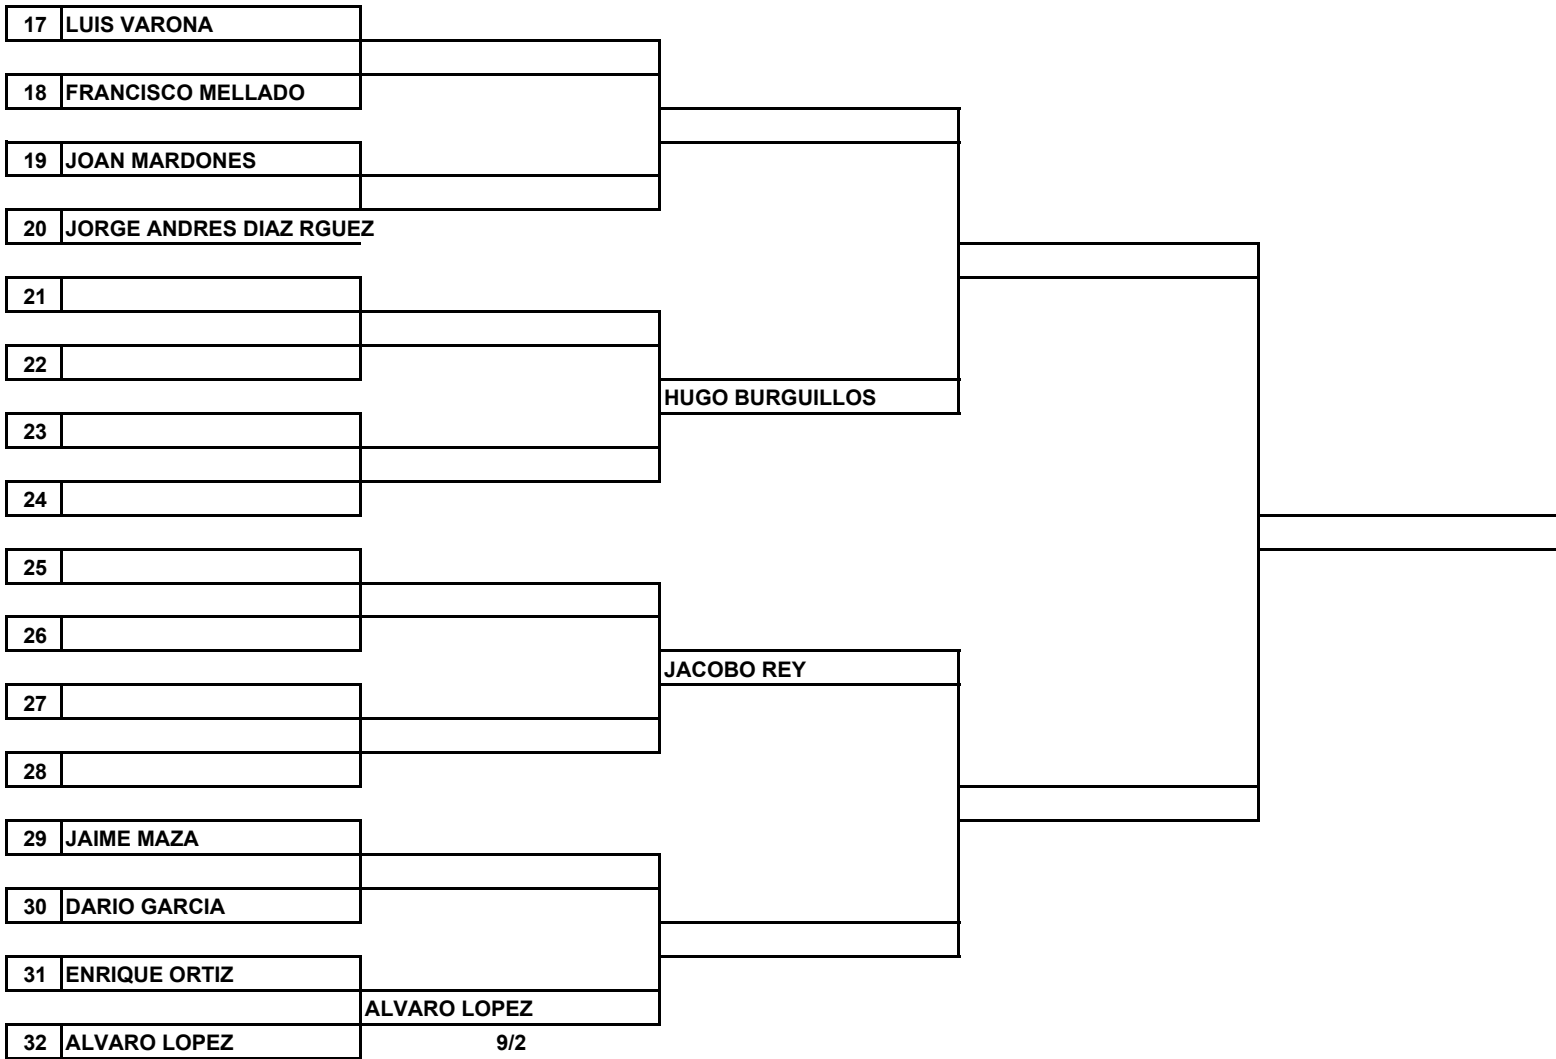 17 LUIS VARONA
18 FRANCISCO MELLADO
19 JOAN MARDONES
20 JORGE ANDRES DIAZ RGUEZ
21
22
HUGO BURGUILLOS
23
24
25
26
JACOBO REY
27
28
29 JAIME MAZA
30 DARIO GARCIA
31 ENRIQUE ORTIZ
ALVARO LOPEZ
32 ALVARO LOPEZ 9/2